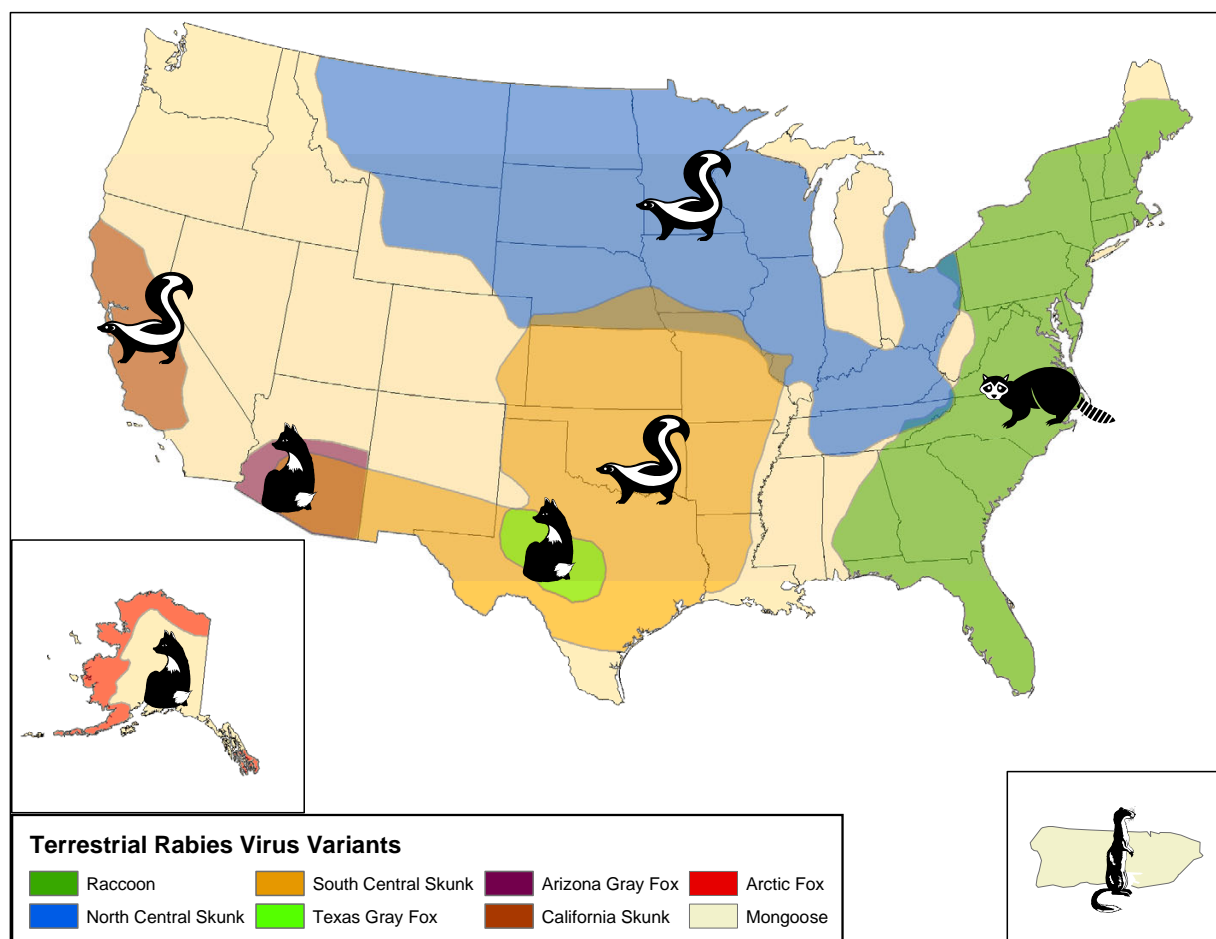 Terrestrial Rabies Virus Variants
Raccoon
South Central Skunk
Arizona Gray Fox
Arctic Fox
North Central Skunk
Texas Gray Fox
California Skunk
Mongoose